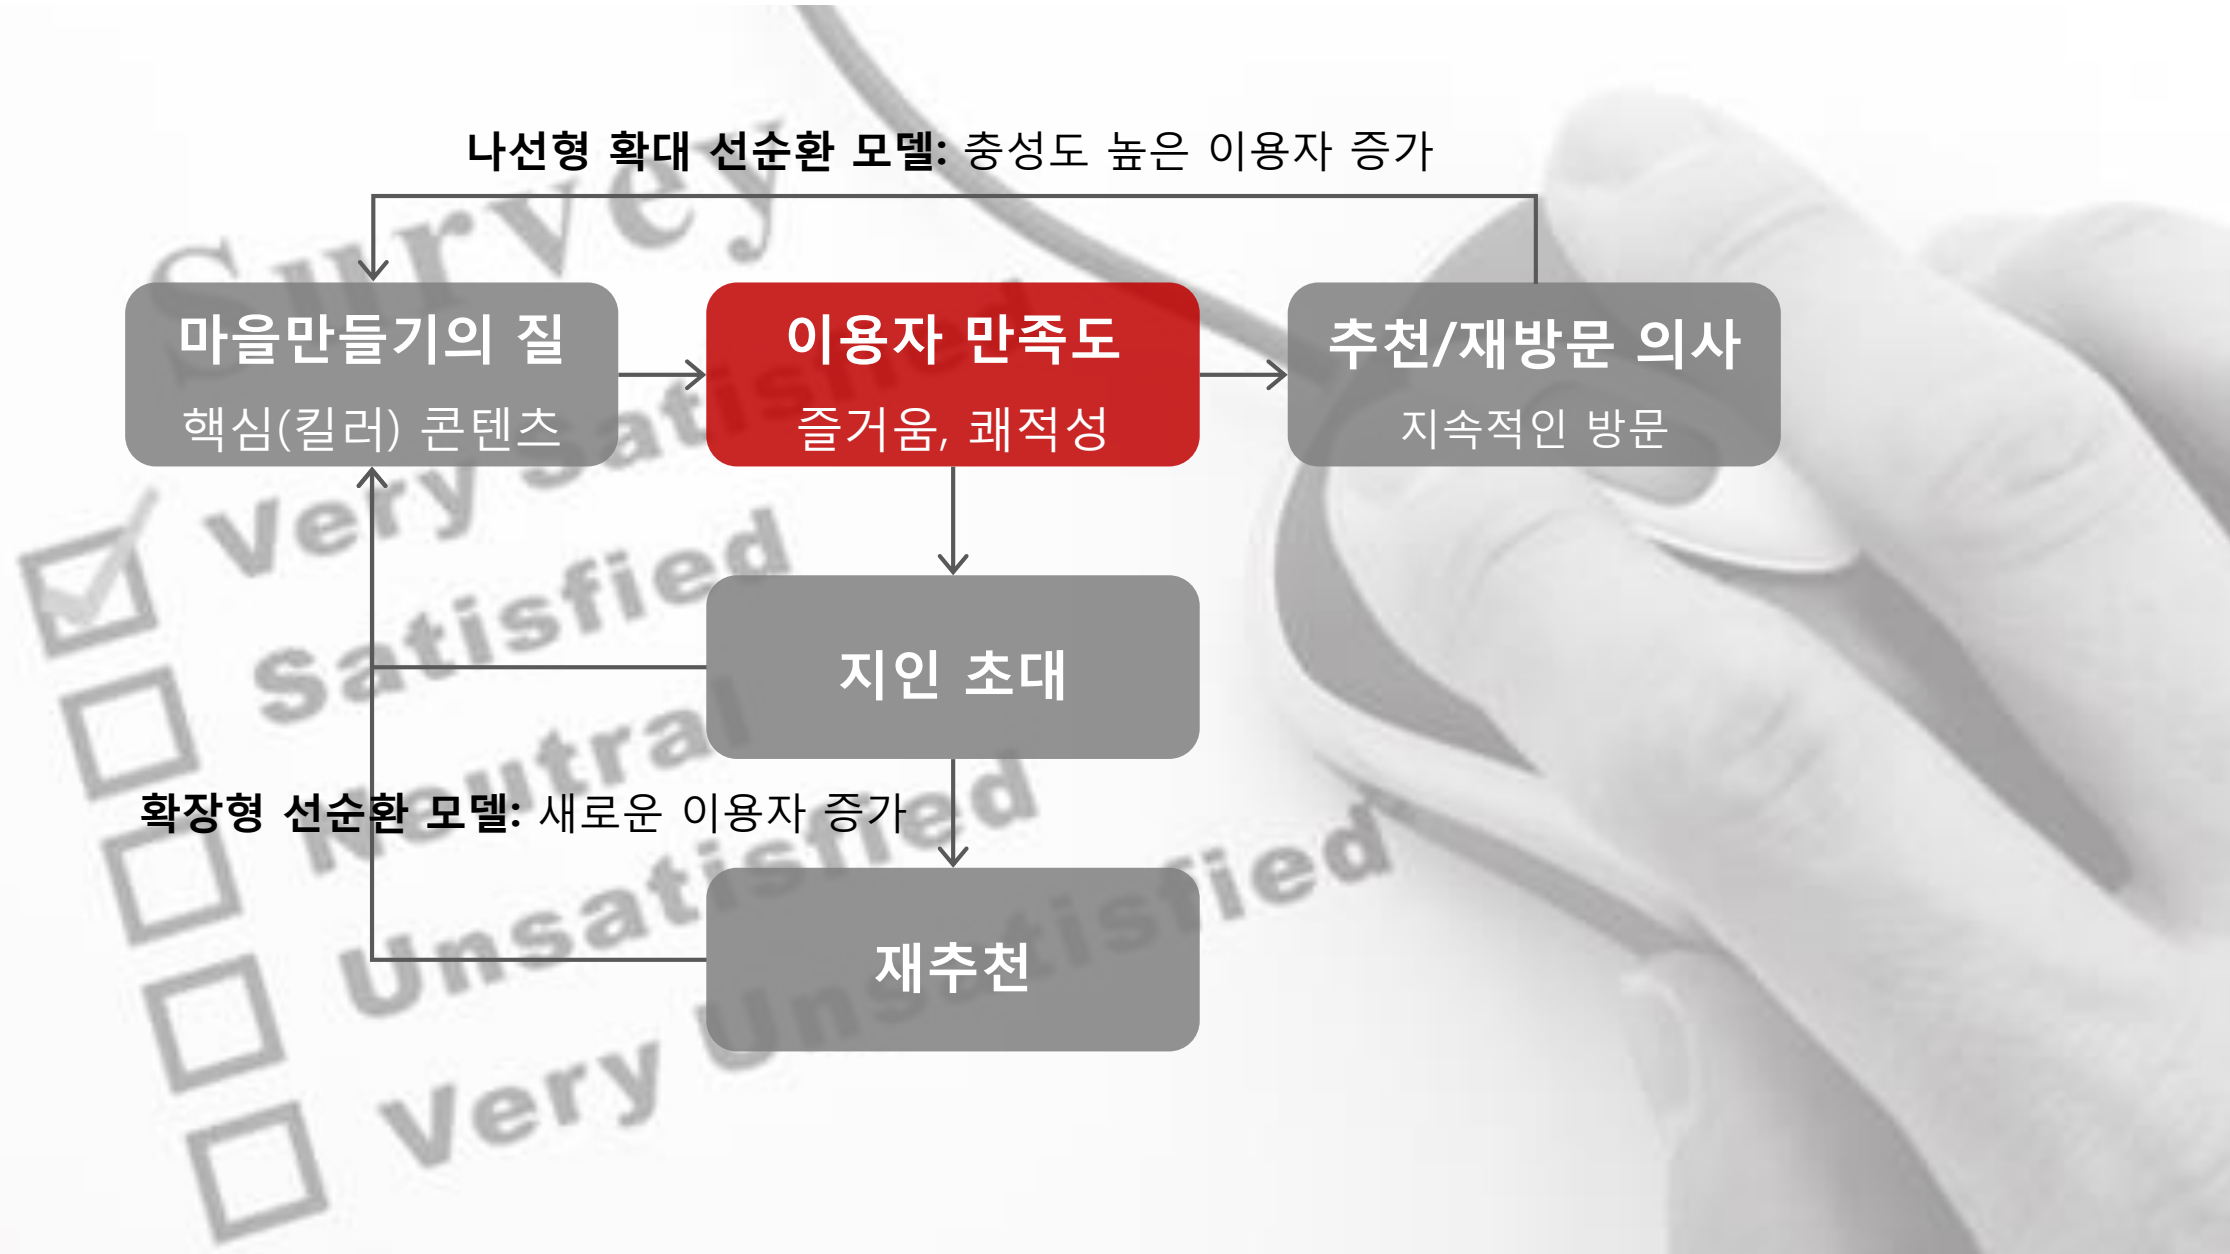 나선형 확대 선순환 모델: 충성도 높은 이용자 증가
마을만들기의 질
핵심(킬러) 콘텐츠
이용자 만족도
즐거움, 쾌적성
추천/재방문 의사
지속적인 방문
지인 초대
확장형 선순환 모델: 새로운 이용자 증가
재추천
Survey
Very Satisfied
Satisfied
Neutral
Unsatisfied
Very Unsatisfied